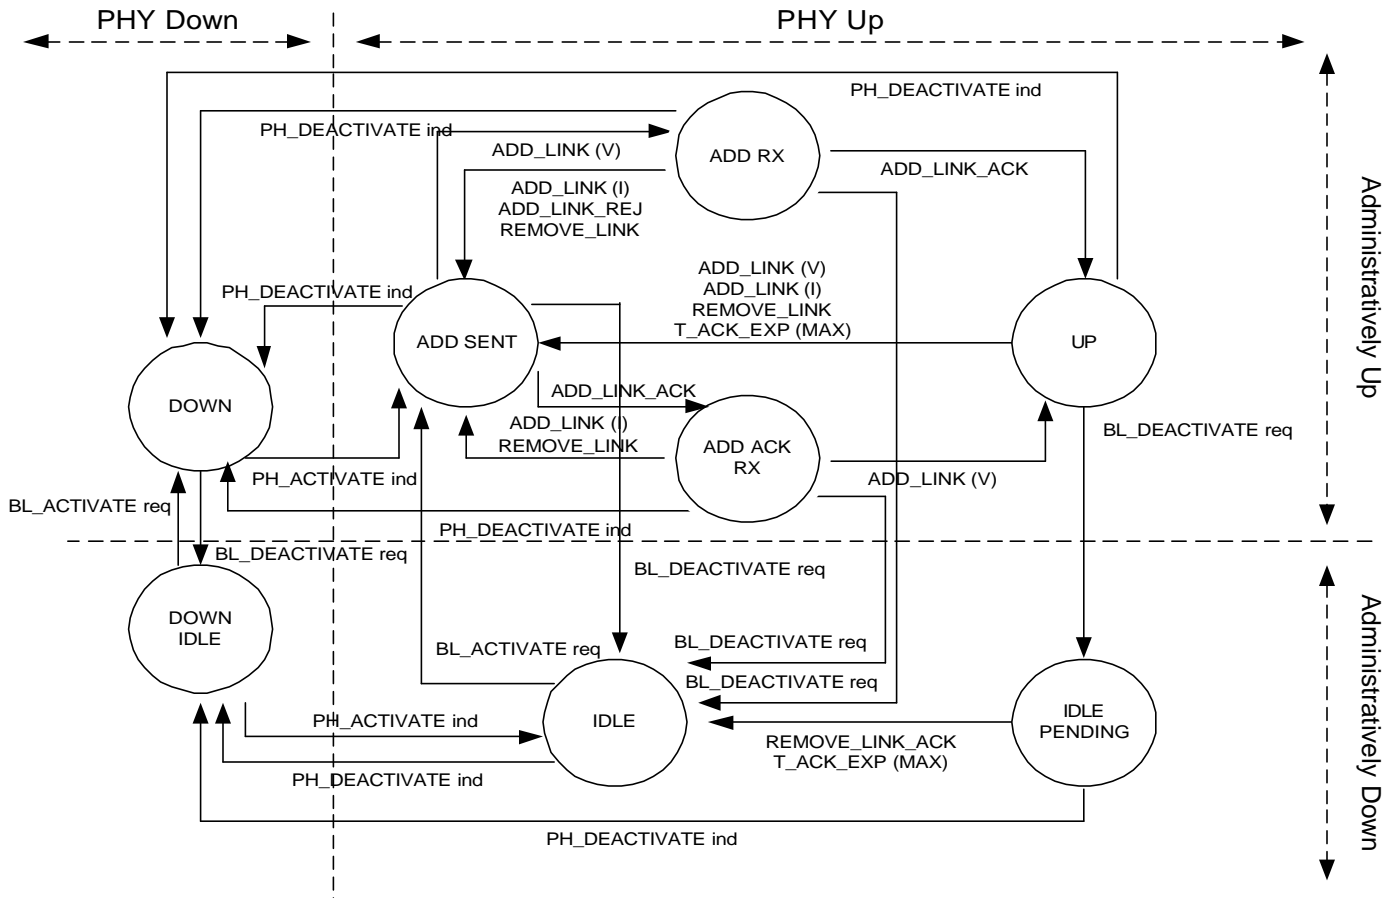 PHY Down
PHY Up
PH_DEACTIVATE ind
PH_DEACTIVATE ind
ADD_LINK (V)
ADD RX
ADD_LINK_ACK
ADD_LINK (I)
ADD_LINK_REJ
REMOVE_LINK
Administratively Up
ADD_LINK (V)
ADD_LINK (I)
REMOVE_LINK
T_ACK_EXP (MAX)
PH_DEACTIVATE ind
ADD SENT
UP
DOWN
ADD_LINK_ACK
ADD_LINK (I)
REMOVE_LINK
ADD ACK
RX
BL_DEACTIVATE req
PH_ACTIVATE ind
ADD_LINK (V)
BL_ACTIVATE req
PH_DEACTIVATE ind
BL_DEACTIVATE req
BL_DEACTIVATE req
DOWN
IDLE
BL_ACTIVATE req
BL_DEACTIVATE req
BL_DEACTIVATE req
Administratively Down
PH_ACTIVATE ind
IDLE
IDLE
PENDING
REMOVE_LINK_ACK
T_ACK_EXP (MAX)
PH_DEACTIVATE ind
PH_DEACTIVATE ind